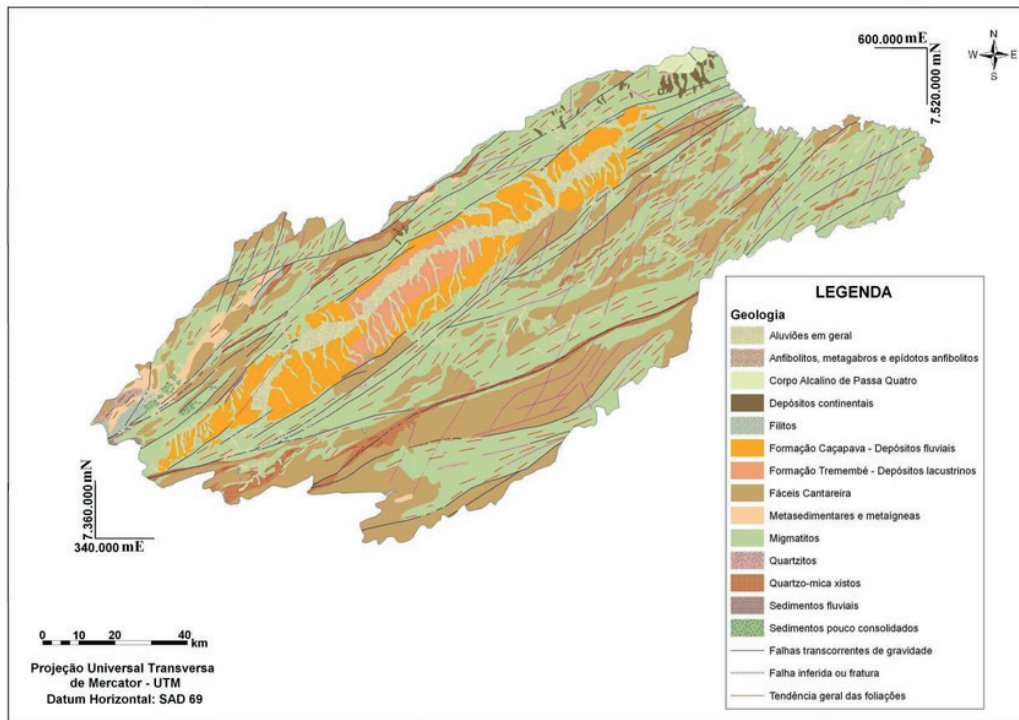 600.000 mE
7.520.000 mN
N
W E
S
7.360.000 mN
340.000 mE
0 10 20 40
km
Projeção Universal Transversa
de Mercator - UTM
Datum Horizontal: SAD 69
LEGENDA
Geologia
Aluviões em geral
Anfibolitos, metagabros e epídotos anfibolitos
Corpo Alcalino de Passa Quatro
Depósitos continentais
Filitos
Formação Caçapava - Depósitos fluviais
Formação Tremembé - Depósitos lacustrinos
Fáceis Cantareira
Metasedimentares e metaígneas
Migmatitos
Quartzitos
Quartzo-mica xistos
Sedimentos fluviais
Sedimentos pouco consolidados
Falhas transcorrentes de gravidade
Falha inferida ou fratura
Tendência geral das foliações